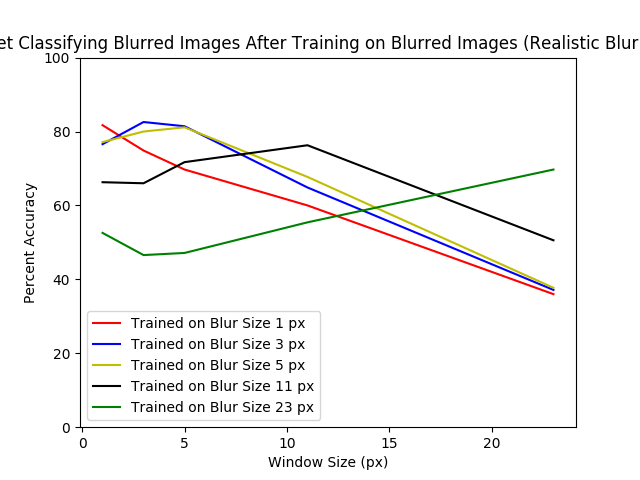 et Classifying Blurred Images After Training on Blurred Images (Realistic Blur
100
80
60
40
20
0
Percent Accuracy
Trained on Blur Size 1 px
Trained on Blur Size 3 px
Trained on Blur Size 5 px
Trained on Blur Size 11 px
Trained on Blur Size 23 px
0 5 10 15 20
Window Size (px)